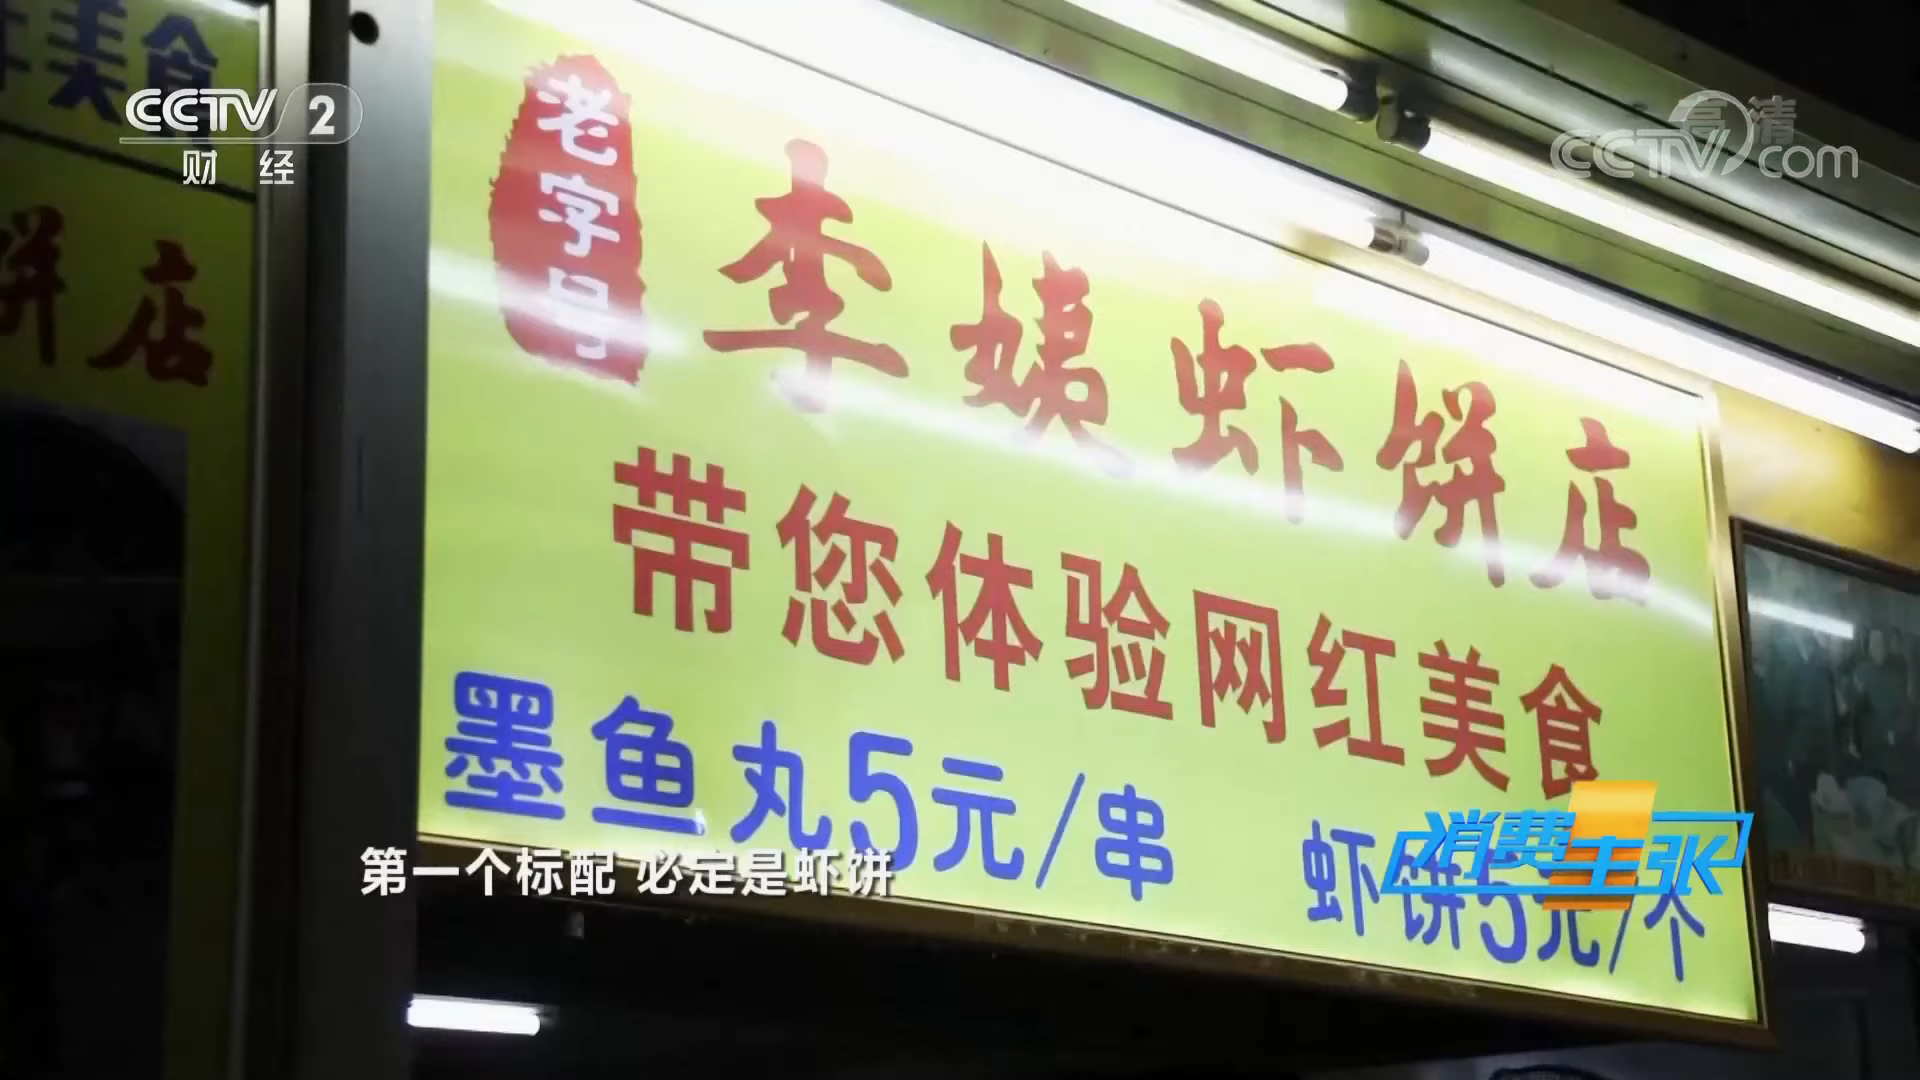 美食
CCTV 2
财经
高清
CCTV.com
饼店
老字号
李姨虾饼店
带您体验网红美食
墨鱼丸5元/串
虾饼5元/个
第一个标配 必定是虾饼
消费主张